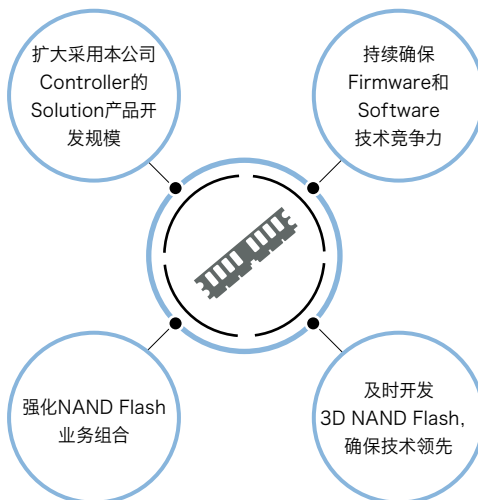 扩大采用本公司
Controller的
Solution产品开
发规模
持续确保
Firmware和
Software
技术竞争力
强化NAND Flash
业务组合
及时开发
3D NAND Flash,
确保技术领先